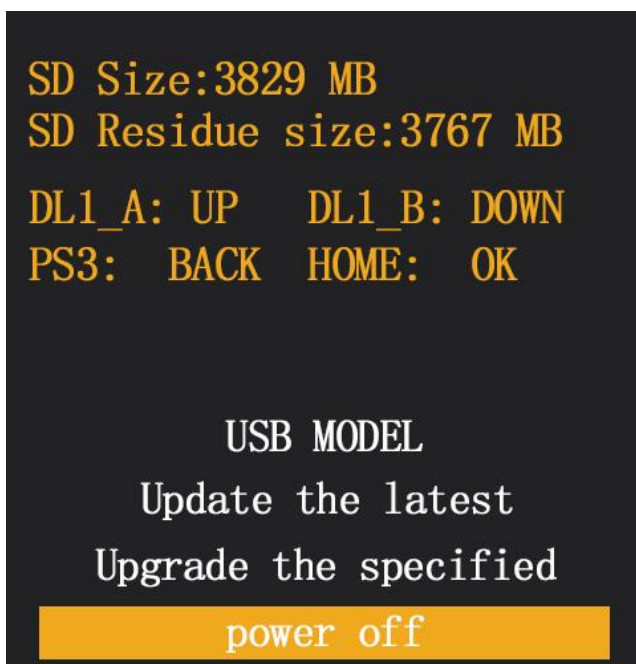 SD Size:3829 MB
SD Residue size:3767 MB
DL1_A: UP DL1_B: DOWN
PS3: BACK HOME: OK
USB MODEL
Update the latest
Upgrade the specified
power off